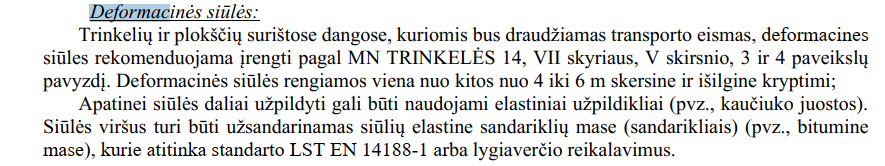 Deformacinės siūlės:
Trinkelių ir plokščių surištose dangose, kuriomis bus draudžiamas transporto eismas, deformacines
siūles rekomenduojama įrengti pagal MN TRINKELĖS 14, VII skyriaus, V skirsnio, 3 ir 4 paveikslų
pavyzdį. Deformacinės siūlės rengiamos viena nuo kitos nuo 4 iki 6 m skersine ir išilgine kryptimi;
Apatinei siūlės daliai užpildyti gali būti naudojami elastiniai užpildikliai (pvz., kaučiuko juostos).
Siūlės viršus turi būti užsandarinamas siūlių elastine sandariklių mase (sandarikliais) (pvz., bitumine
mase), kurie atitinka standarto LST EN 14188-1 arba lygiaverčio reikalavimus.